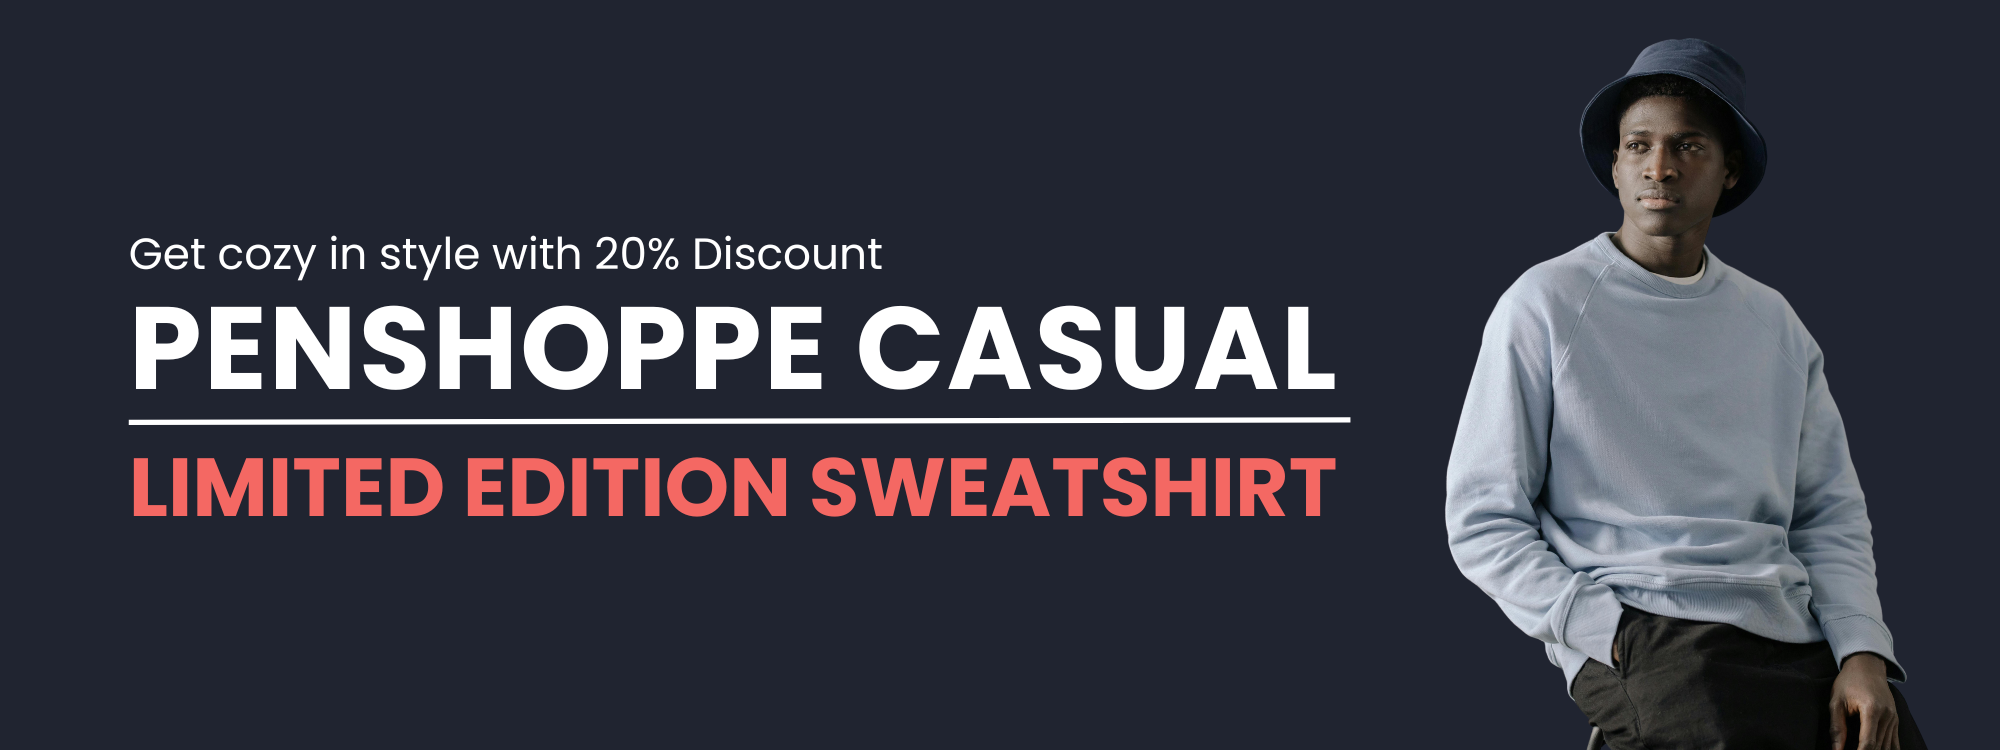 Get cozy in style with 20% Discount
PENSHOPPE CASUAL
LIMITED EDITION SWEATSHIRT